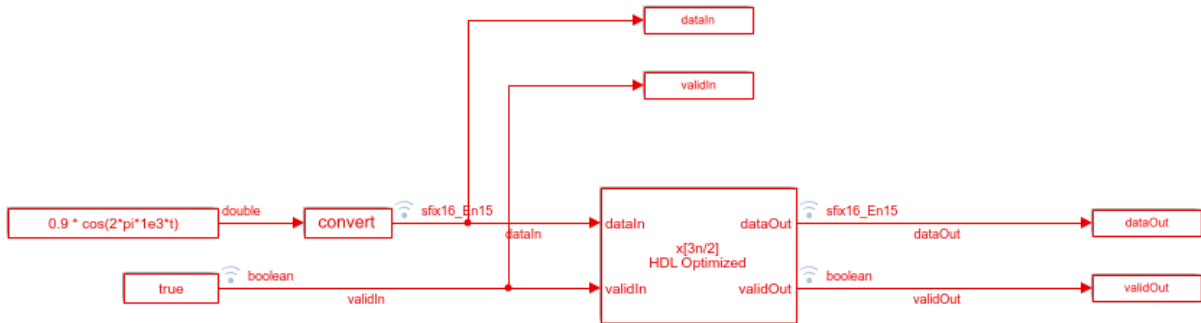 dataIn
validIn
double
sfix16_En15
sfix16_En15
0.9 * cos(2*pi*1e3*t)
convert
dataIn
dataIn
dataOut
dataOut
dataOut
x[3n/2]
HDL Optimized
boolean
boolean
true
validIn
validIn
validOut
validOut
validOut